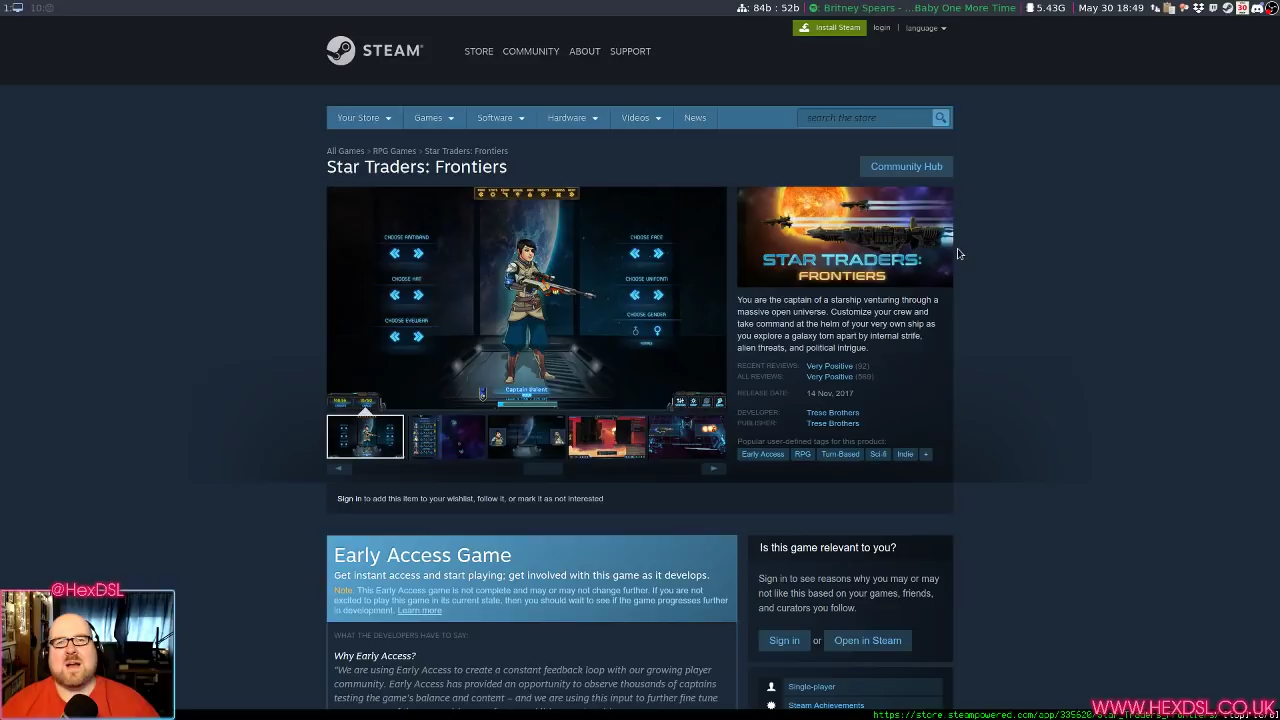 1:
10:
84b : 52b
Britney Spears - ...Baby One More Time
5.43G
May 30 18:49
Install Steam
login
language
STEAM
STORE
COMMUNITY
ABOUT
SUPPORT
Your Store
Games
Software
Hardware
Videos
News
search the store
All Games > RPG Games > Star Traders: Frontiers
Star Traders: Frontiers
Community Hub
CHOOSE FACE
CHOOSE UNIFORM
CHOOSE GENDER
CHOOSE EYEWEAR
Captain Valent
STAR TRADERS:
FRONTIERS
You are the captain of a starship venturing through a
massive open universe. Customize your crew and
take command at the helm of your very own ship as
you explore a galaxy torn apart by internal strife,
alien threats, and political intrigue.
RECENT REVIEWS: Very Positive (92)
ALL REVIEWS: Very Positive (569)
RELEASE DATE: 14 Nov, 2017
DEVELOPER: Trese Brothers
PUBLISHER: Trese Brothers
Popular user-defined tags for this product:
Early Access
RPG
Turn-Based
Sci-fi
Indie
+
Sign in to add this item to your wishlist, follow it, or mark it as not interested
Early Access Game
Get instant access and start playing; get involved with this game as it develops.
Note: This Early Access game is not complete and may or may not change further. If you are not
excited to play this game in its current state, then you should wait to see if the game progresses further
in development. Learn more
WHAT THE DEVELOPERS HAVE TO SAY:
Why Early Access?
"We are using Early Access to create a constant feedback loop with our growing player
community. Early Access has provided an opportunity to observe thousands of captains
testing the game's balance and content – and we are using this input to further fine tune
Is this game relevant to you?
Sign in to see reasons why you may or may
not like this based on your games, friends,
and curators you follow.
Sign in or Open in Steam
Single-player
Steam Achievements
@HexDSL
WWW.HEXDSL.CO.UK